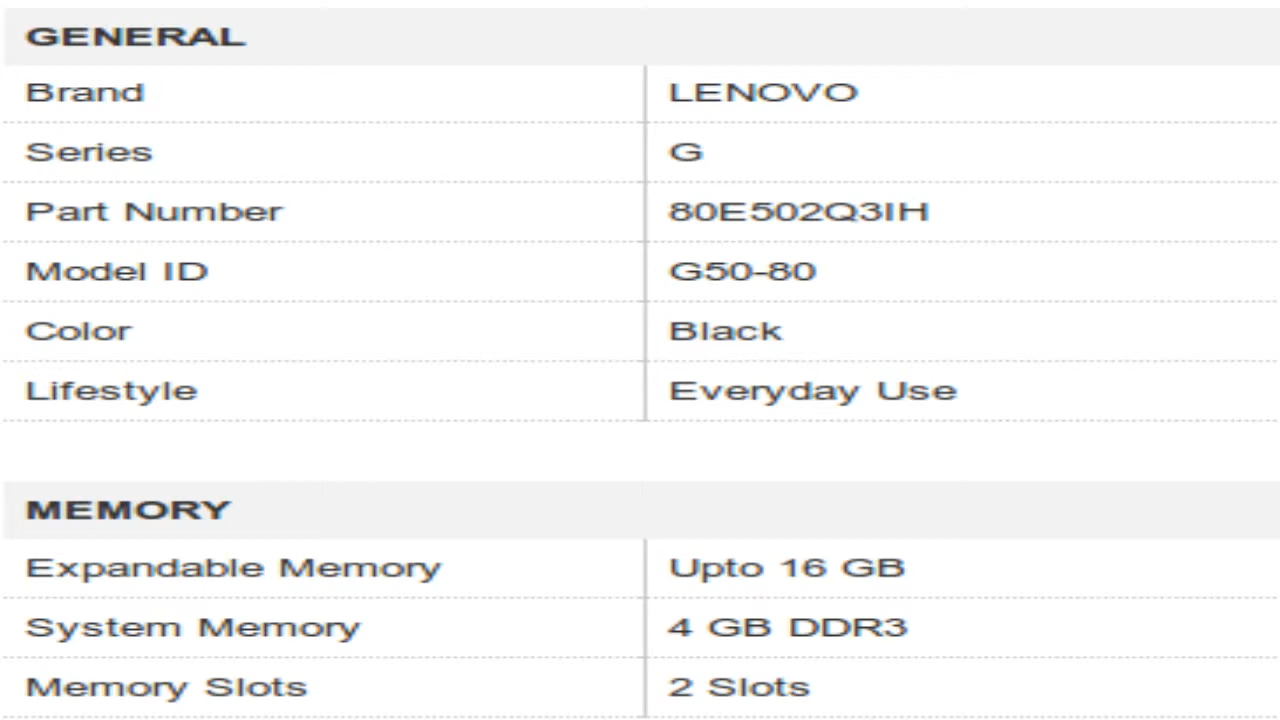 GENERAL
Brand LENOVO
Series G
Part Number 80E502Q3IH
Model ID G50-80
Color Black
Lifestyle Everyday Use
MEMORY
Expandable Memory Upto 16 GB
System Memory 4 GB DDR3
Memory Slots 2 Slots